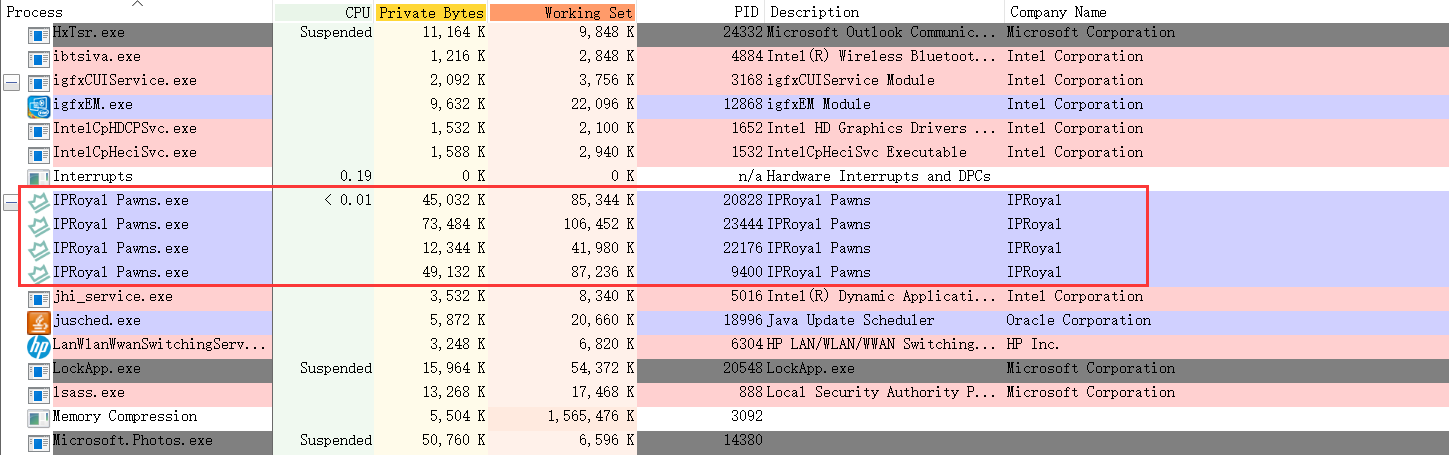 Process CPU Private Bytes Working Set PID Description Company Name
HxTsr.exe Suspended 11,164 K 9,848 K 24332 Microsoft Outlook Communic... Microsoft Corporation
ibtsiva.exe 1,216 K 2,848 K 4884 Intel(R) Wireless Bluetoot... Intel Corporation
igfxCUIService.exe 2,092 K 3,756 K 3168 igfxCUIService Module Intel Corporation
igfxEM.exe 9,632 K 22,096 K 12868 igfxEM Module Intel Corporation
IntelCpHDCPSvc.exe 1,532 K 2,100 K 1652 Intel HD Graphics Drivers ... Intel Corporation
IntelCpHeciSvc.exe 1,588 K 2,940 K 1532 IntelCpHeciSvc Executable Intel Corporation
Interrupts 0.19 0 K 0 K n/a Hardware Interrupts and DPCs
IPRoyal Pawns.exe < 0.01 45,032 K 85,344 K 20828 IPRoyal Pawns IPRoyal
IPRoyal Pawns.exe 73,484 K 106,452 K 23444 IPRoyal Pawns IPRoyal
IPRoyal Pawns.exe 12,344 K 41,980 K 22176 IPRoyal Pawns IPRoyal
IPRoyal Pawns.exe 49,132 K 87,236 K 9400 IPRoyal Pawns IPRoyal
jhi_service.exe 3,532 K 8,340 K 5016 Intel(R) Dynamic Applicati... Intel Corporation
jusched.exe 5,872 K 20,660 K 18996 Java Update Scheduler Oracle Corporation
LanWlanWwanSwitchingServ... 3,248 K 6,820 K 6304 HP LAN/WLAN/WWAN Switching... HP Inc.
LockApp.exe Suspended 15,964 K 54,372 K 20548 LockApp.exe Microsoft Corporation
lsass.exe 13,268 K 17,468 K 888 Local Security Authority P... Microsoft Corporation
Memory Compression 5,504 K 1,565,476 K 3092
Microsoft.Photos.exe Suspended 50,760 K 6,596 K 14380